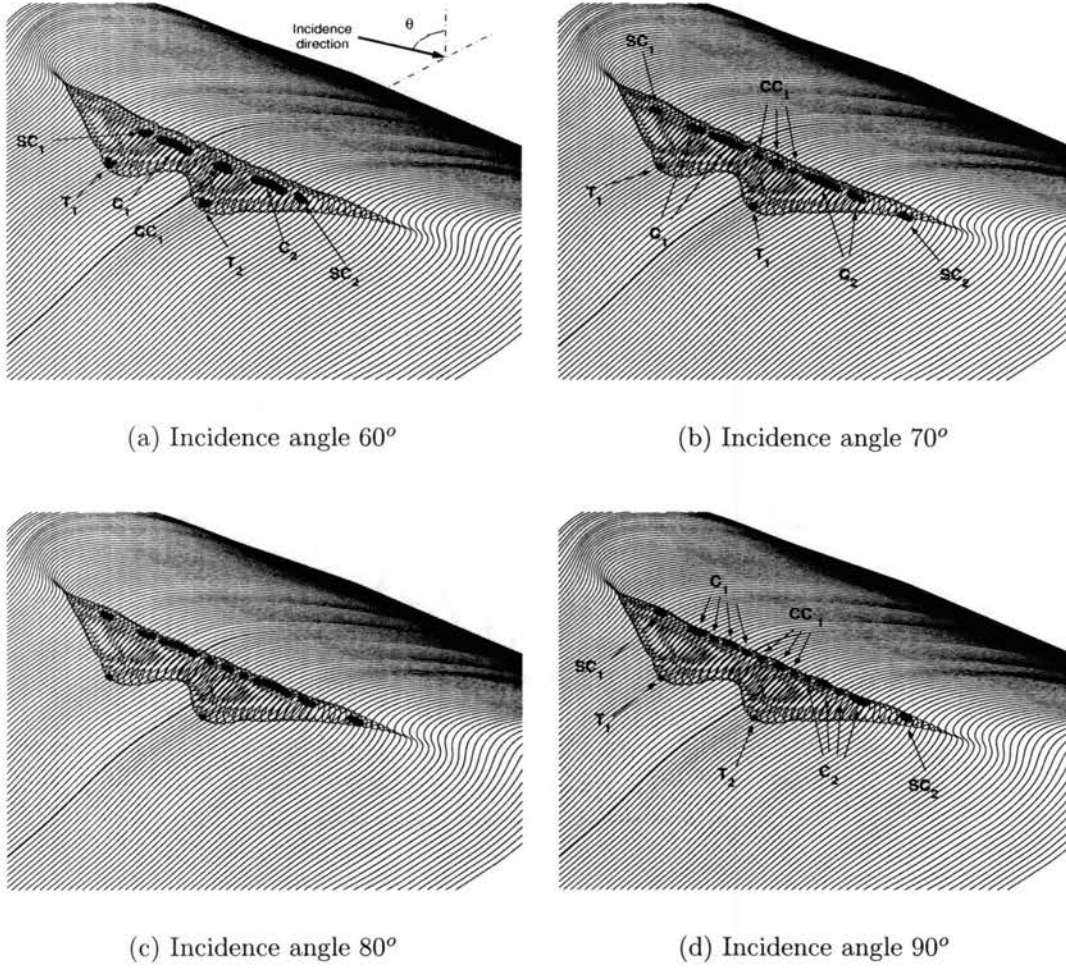 θ
Incidence
direction
SC1
T1
C1
CC1
T2
C2
SC2
(a) Incidence angle 60°
SC1
CC1
T1
C1
T1
C2
SC2
(b) Incidence angle 70°
(c) Incidence angle 80°
C1
CC1
SC1
T1
T2
C2
SC2
(d) Incidence angle 90°